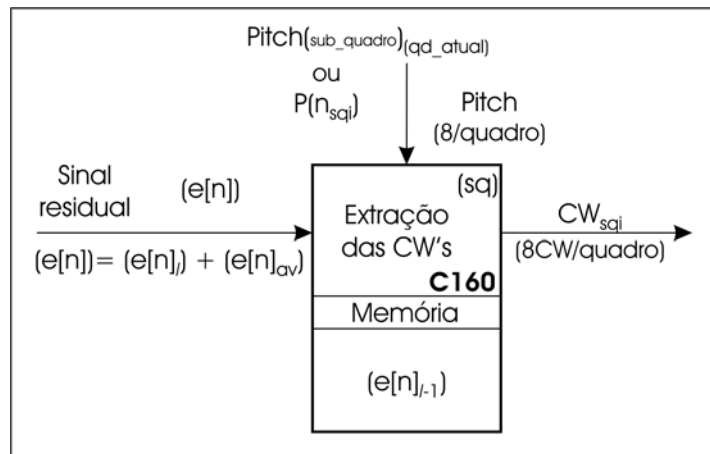 Pitch(sub_quadro)(qd_atual)
ou
P(nsqi)
Pitch
(8/quadro)
Sinal
residual
(e[n])
(e[n])= (e[n]l) + (e[n]av)
(sq)
Extração
das CW's
C160
Memória
(e[n]l-1)
CWsqi
(8CW/quadro)